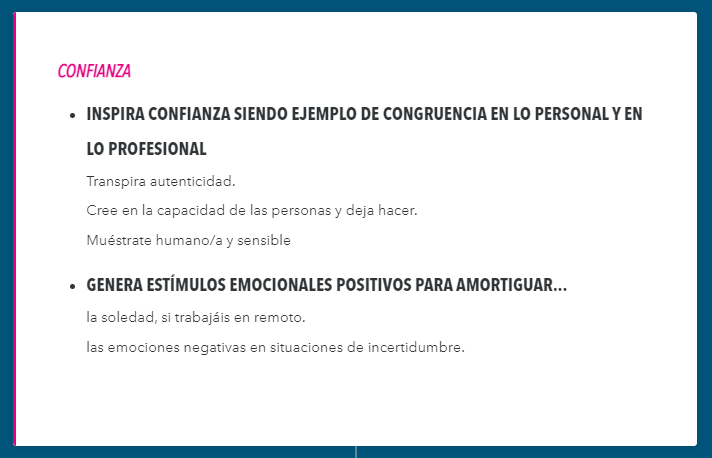 CONFIANZA
INSPIRA CONFIANZA SIENDO EJEMPLO DE CONGRUENCIA EN LO PERSONAL Y EN
LO PROFESIONAL
Transpira autenticidad.
Cree en la capacidad de las personas y deja hacer.
Muéstrate humano/a y sensible
GENERA ESTÍMULOS EMOCIONALES POSITIVOS PARA AMORTIGUAR...
la soledad, si trabajáis en remoto.
las emociones negativas en situaciones de incertidumbre.